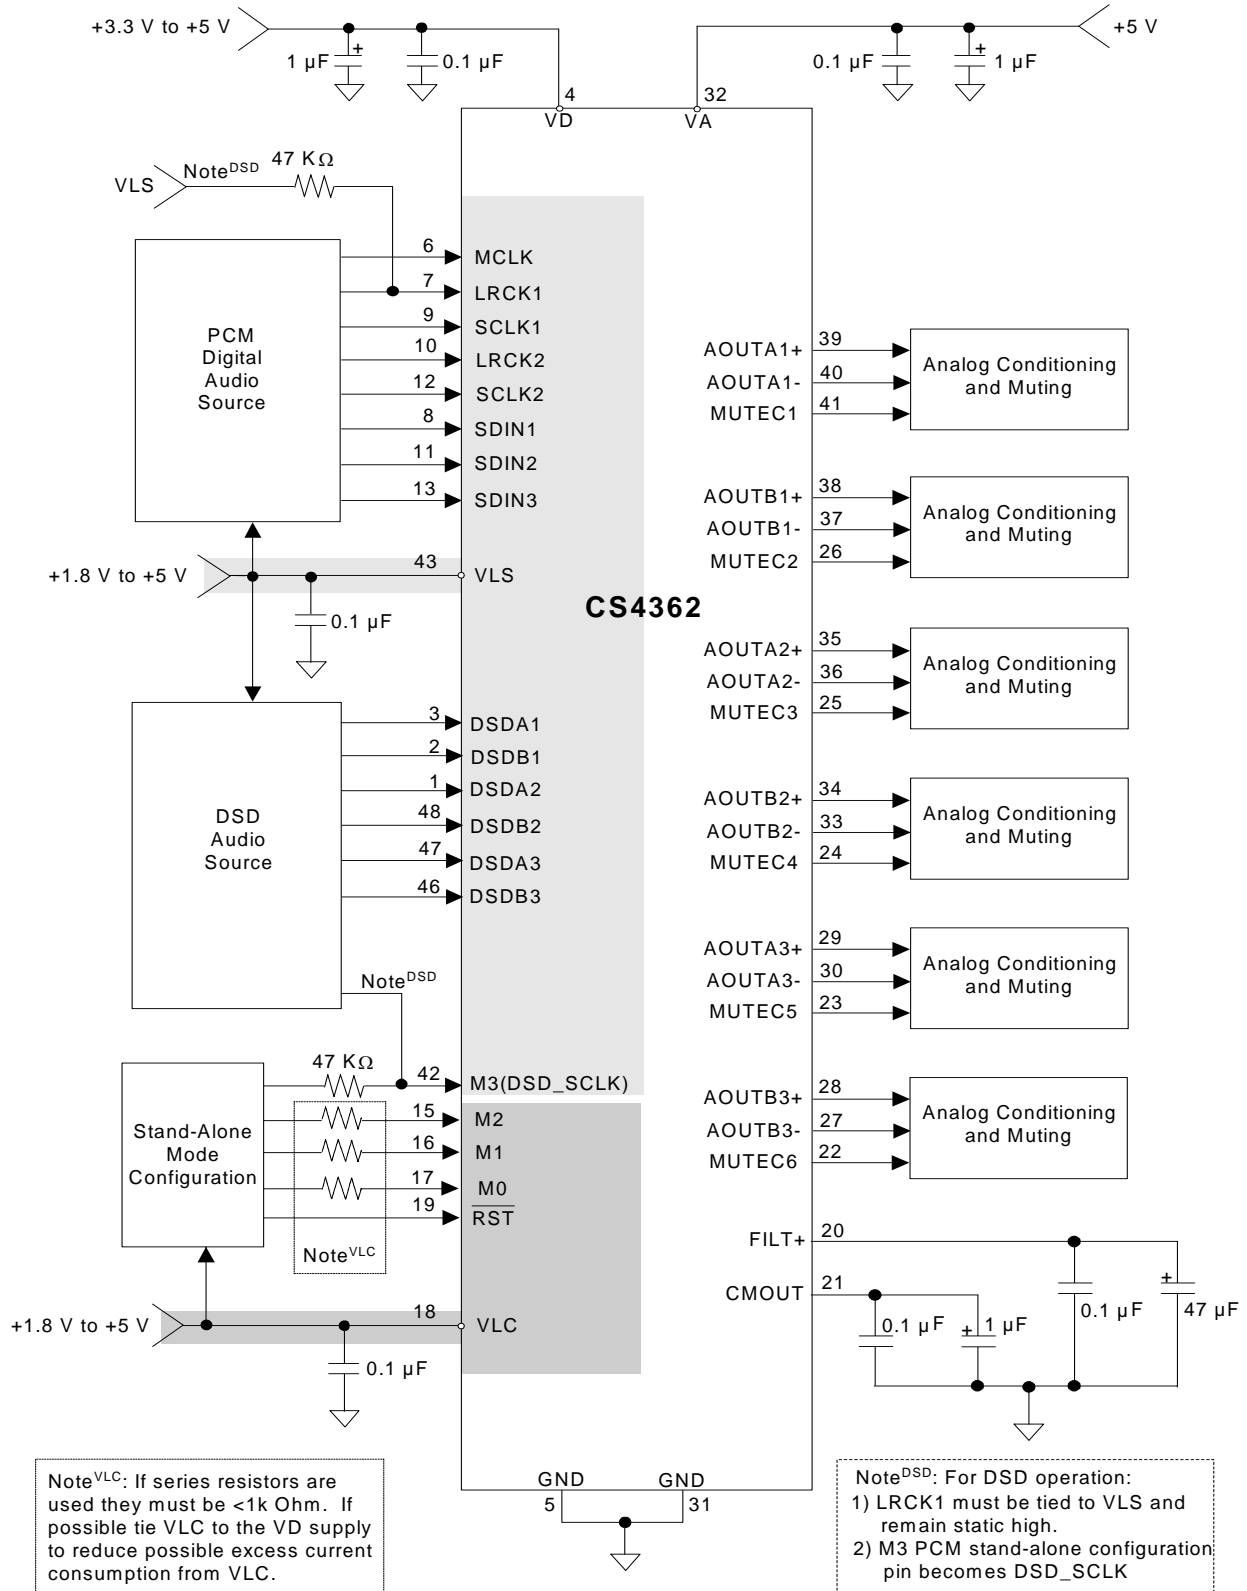 +3.3 V to +5 V
1 µF
+
0.1 µF
4
VD
32
VA
0.1 µF
+
1 µF
+5 V
VLS
NoteDSD
47 KΩ
PCM
Digital
Audio
Source
6
MCLK
7
LRCK1
9
SCLK1
10
LRCK2
12
SCLK2
8
SDIN1
11
SDIN2
13
SDIN3
+1.8 V to +5 V
43
VLS
0.1 µF
CS4362
DSD
Audio
Source
3
DSDA1
2
DSDB1
1
DSDA2
48
DSDB2
47
DSDA3
46
DSDB3
NoteDSD
47 KΩ
42
M3(DSD_SCLK)
Stand-Alone
Mode
Configuration
15
M2
16
M1
17
M0
19
RST
NoteVLC
+1.8 V to +5 V
18
VLC
0.1 µF
AOUTA1+
39
AOUTA1-
40
MUTEC1
41
Analog Conditioning
and Muting
AOUTB1+
38
AOUTB1-
37
MUTEC2
26
Analog Conditioning
and Muting
AOUTA2+
35
AOUTA2-
36
MUTEC3
25
Analog Conditioning
and Muting
AOUTB2+
34
AOUTB2-
33
MUTEC4
24
Analog Conditioning
and Muting
AOUTA3+
29
AOUTA3-
30
MUTEC5
23
Analog Conditioning
and Muting
AOUTB3+
28
AOUTB3-
27
MUTEC6
22
Analog Conditioning
and Muting
FILT+
20
CMOUT
21
0.1 µF
+
1 µF
0.1 µF
+
47 µF
GND
5
GND
31
NoteVLC: If series resistors are
used they must be <1k Ohm. If
possible tie VLC to the VD supply
to reduce possible excess current
consumption from VLC.
NoteDSD: For DSD operation:
1) LRCK1 must be tied to VLS and
remain static high.
2) M3 PCM stand-alone configuration
pin becomes DSD_SCLK